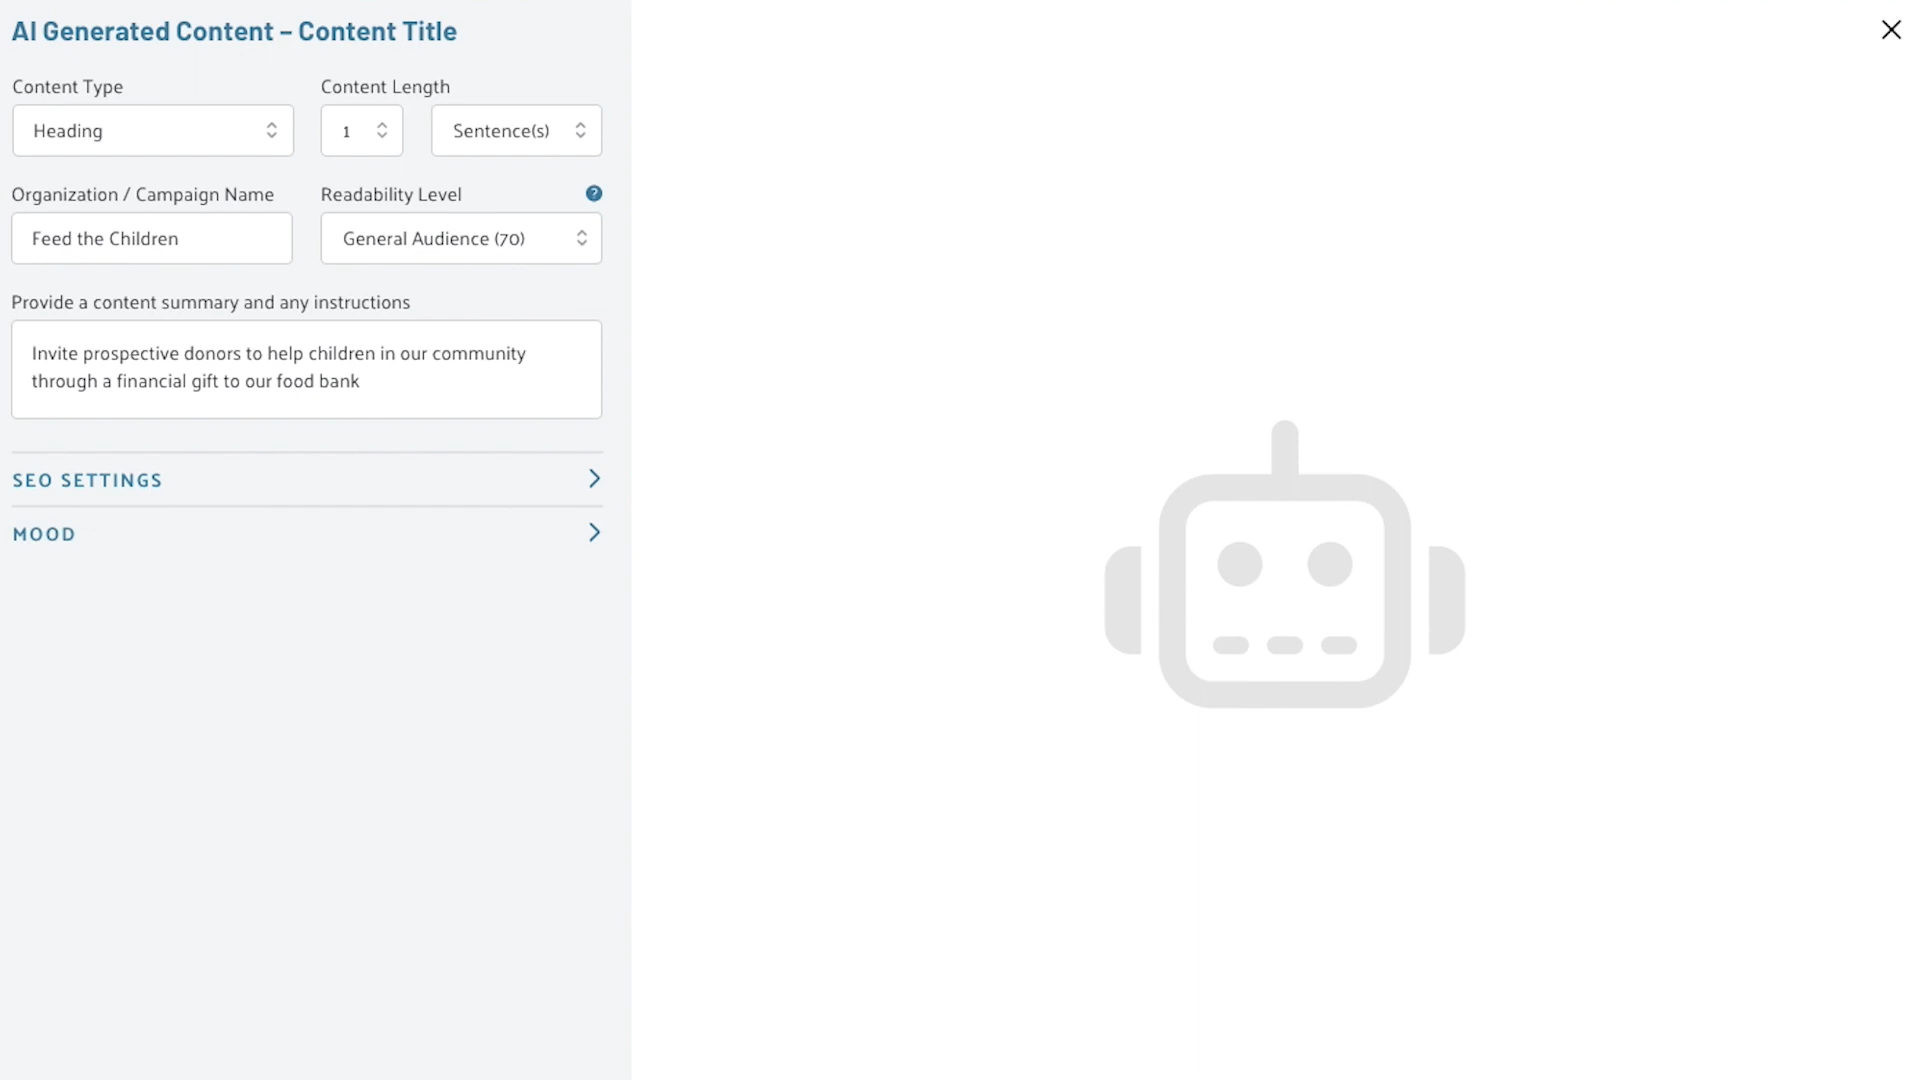 AI Generated Content – Content Title
Content Type
Content Length
Heading
1
Sentence(s)
Organization / Campaign Name
Readability Level
?
Feed the Children
General Audience (70)
Provide a content summary and any instructions
Invite prospective donors to help children in our community
through a financial gift to our food bank
SEO SETTINGS
MOOD